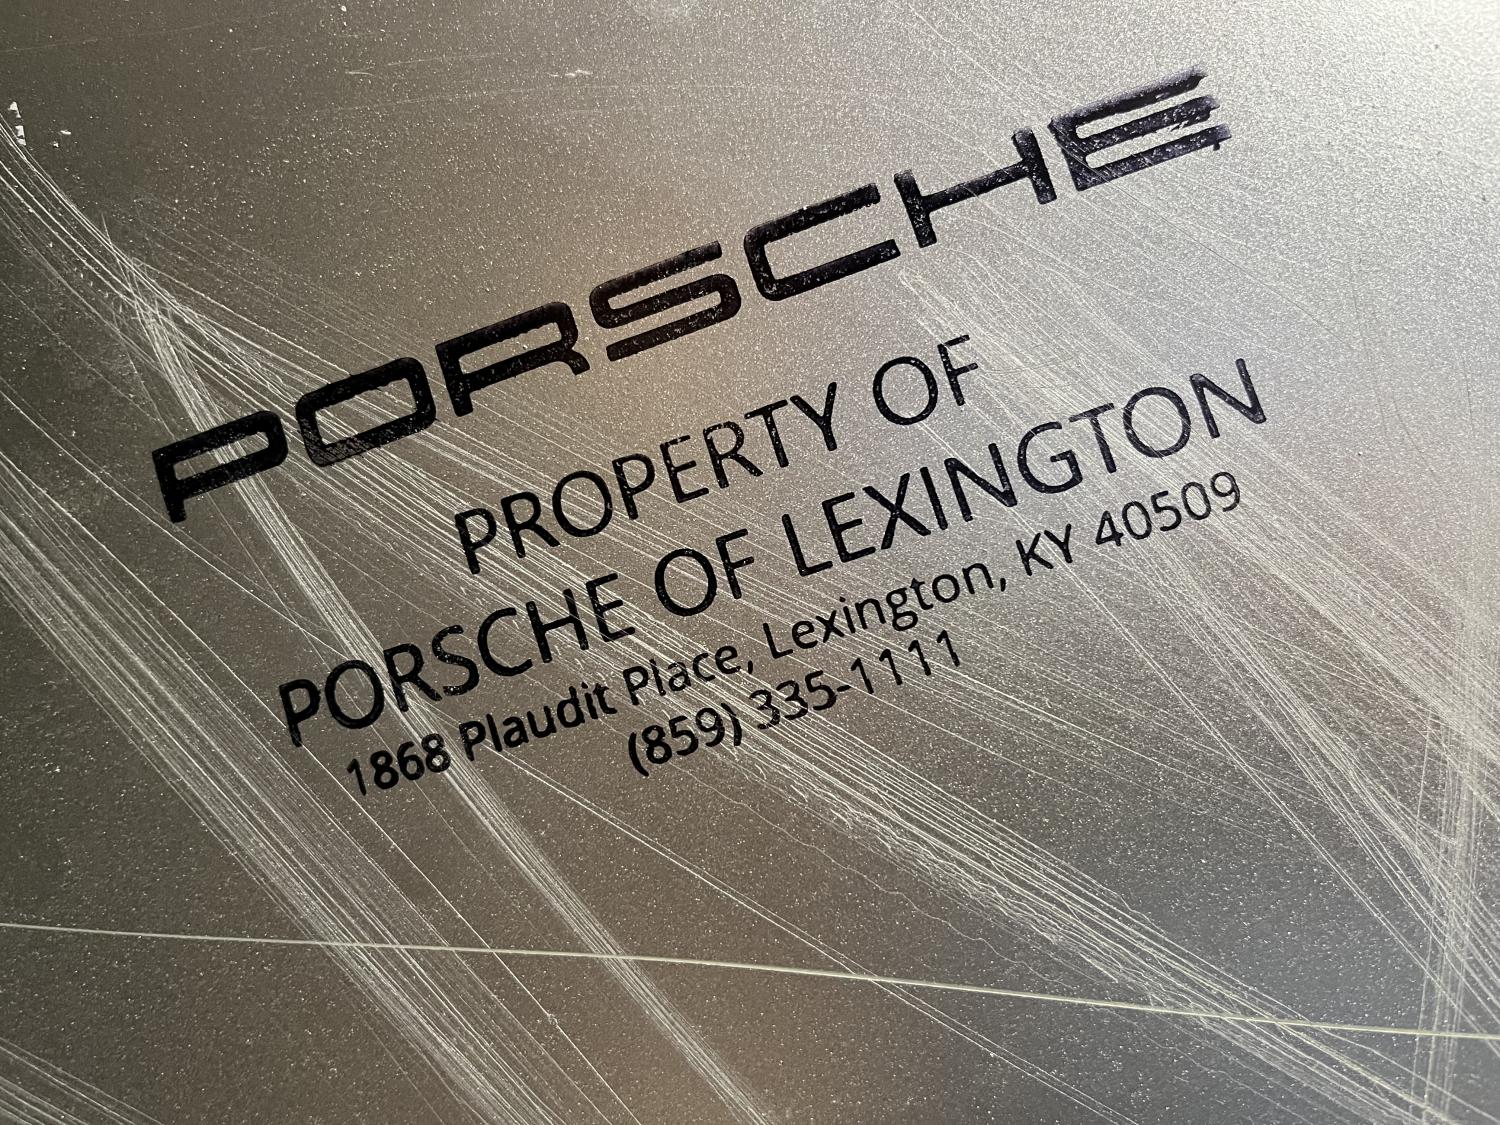 PORSCHE
PROPERTY OF
PORSCHE OF LEXINGTON
1868 Plaudit Place, Lexington, KY 40509
(859) 335-1111